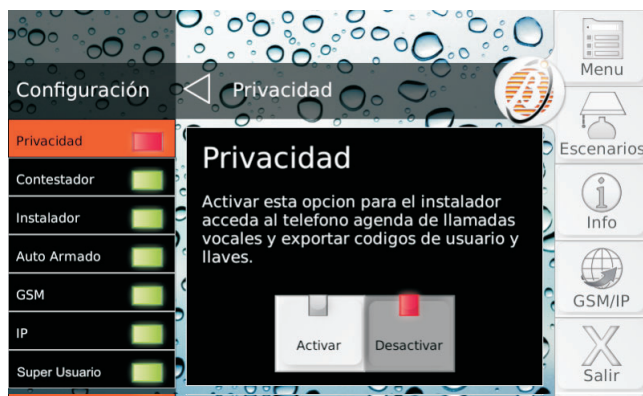 Configuración
Privacidad
Privacidad
Contestador
Instalador
Auto Armado
GSM
IP
Super Usuario
Privacidad
Activar esta opcion para el instalador
acceda al telefono agenda de llamadas
vocales y exportar codigos de usuario y
llaves.
Activar
Desactivar
Menu
Escenarios
Info
GSM/IP
Salir